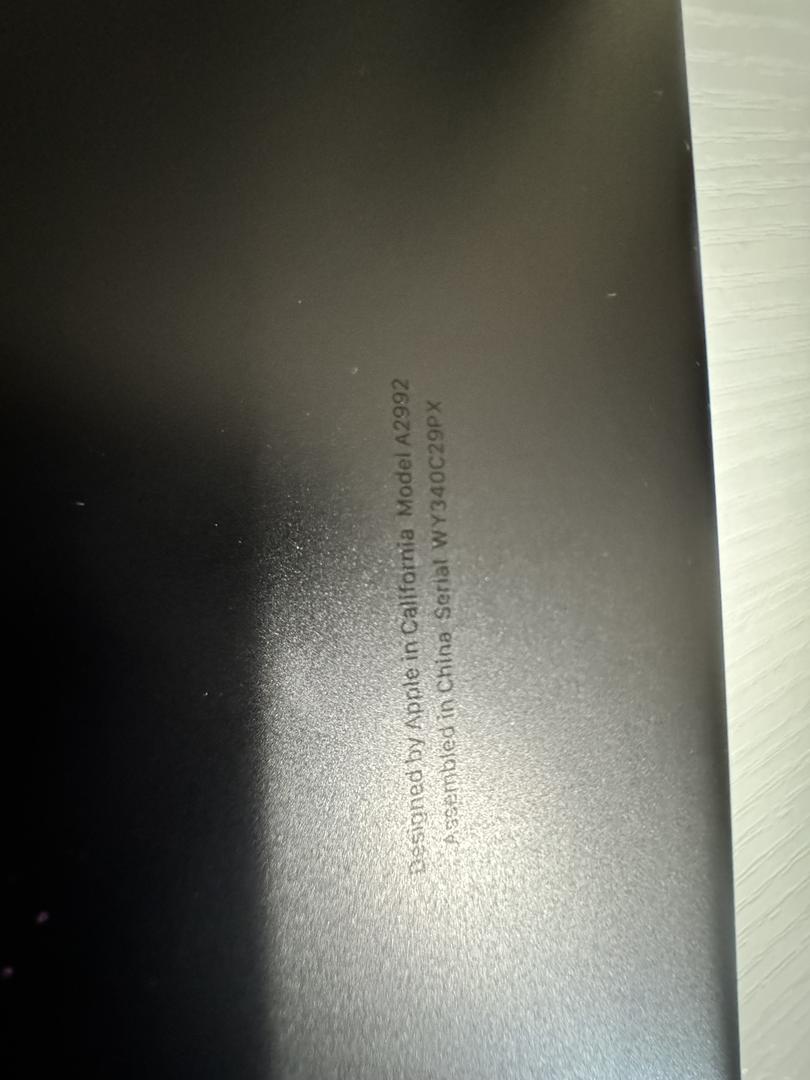 Designed by Apple in California Model A2992
Assembled in China Serial WY340C29PX